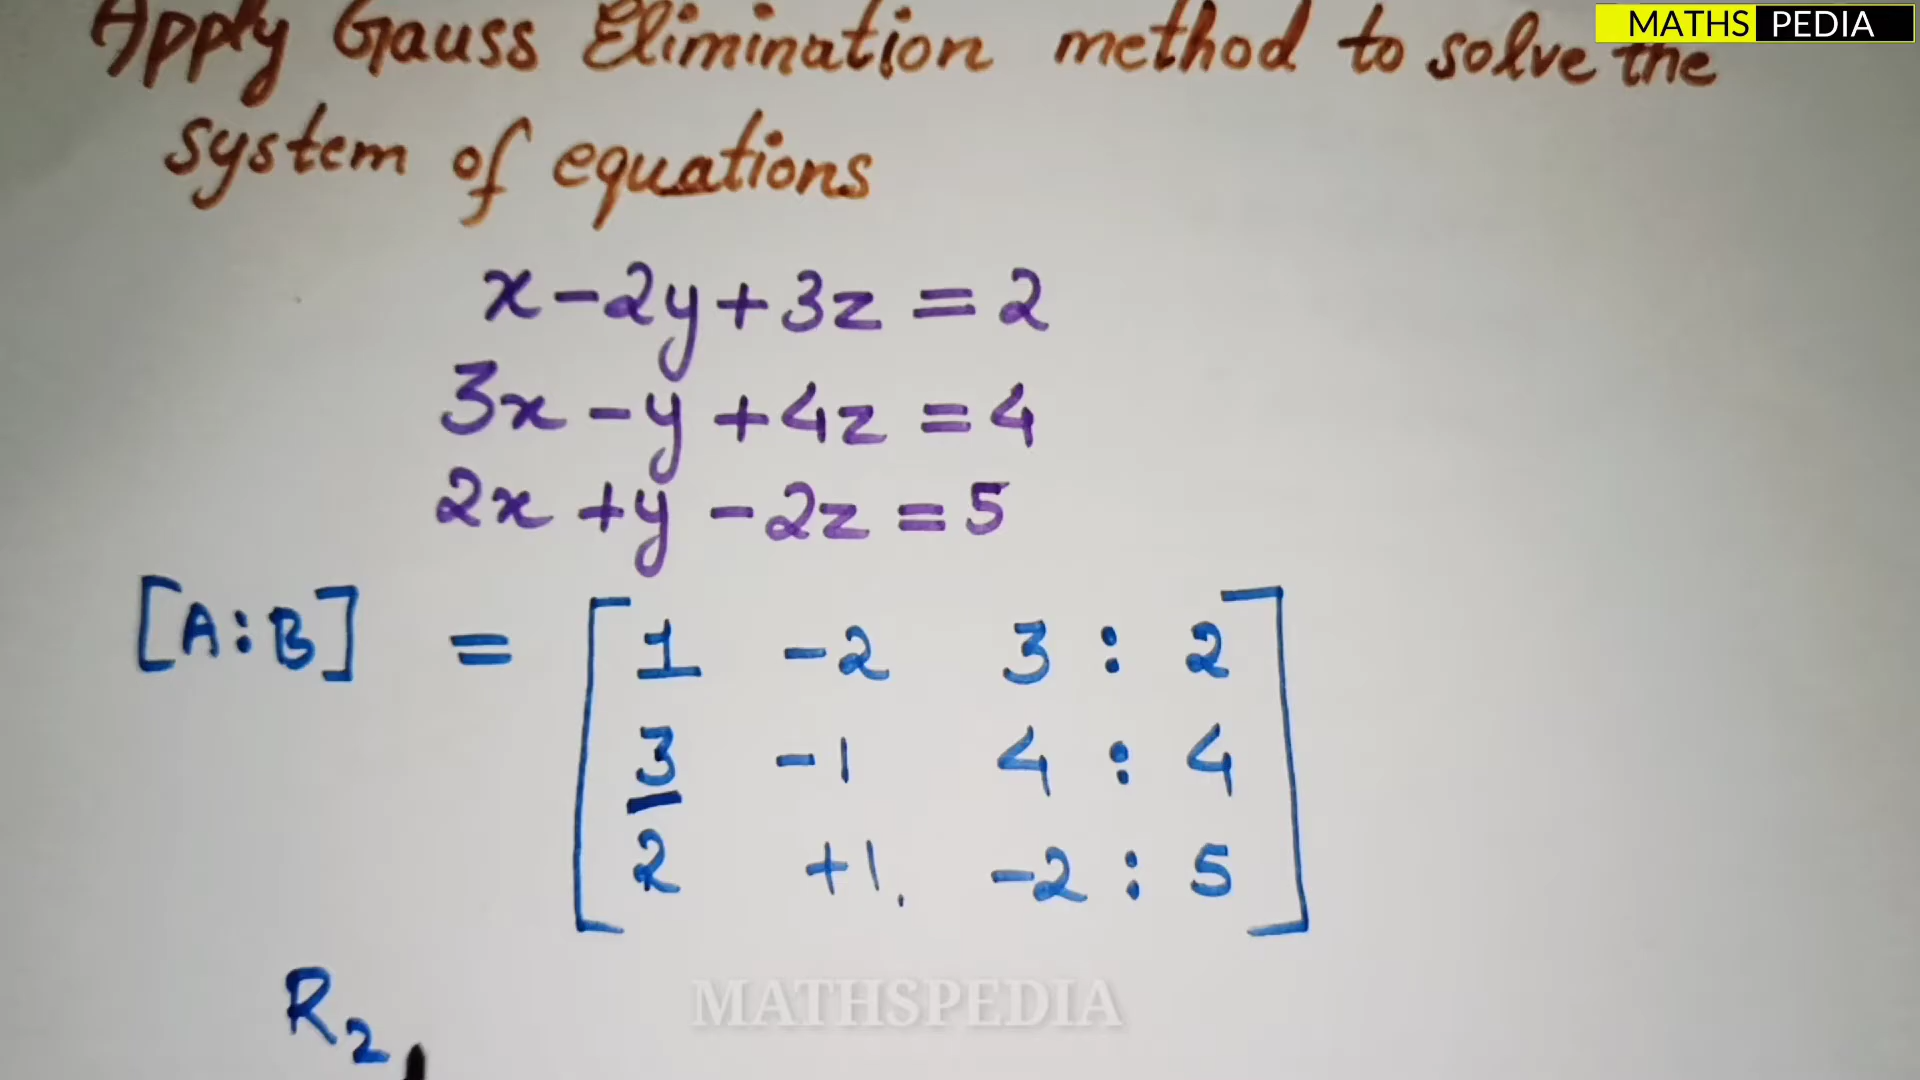 MATHS PEDIA
Apply Gauss Elimination method to solve the
system of equations
x-2y+3z=2
3x-y+4z=4
2x+y-2z=5
[A:B] = [1 -2 3 : 2
3 -1 4 : 4
2 +1. -2 : 5]
R₂
MATHSPEDIA